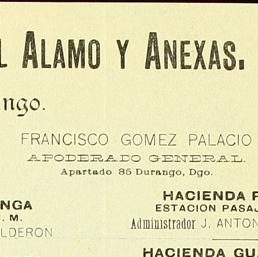 L ALAMO Y ANEXAS.
ngo.
FRANCISCO GOMEZ PALACIO
APODERADO GENERAL.
Apartado 85 Durango, Dgo.
HACIENDA P
NGA
ESTACION PASAJ
C. M.
Administrador J. ANTON
LDERON
HACIENDA GUA